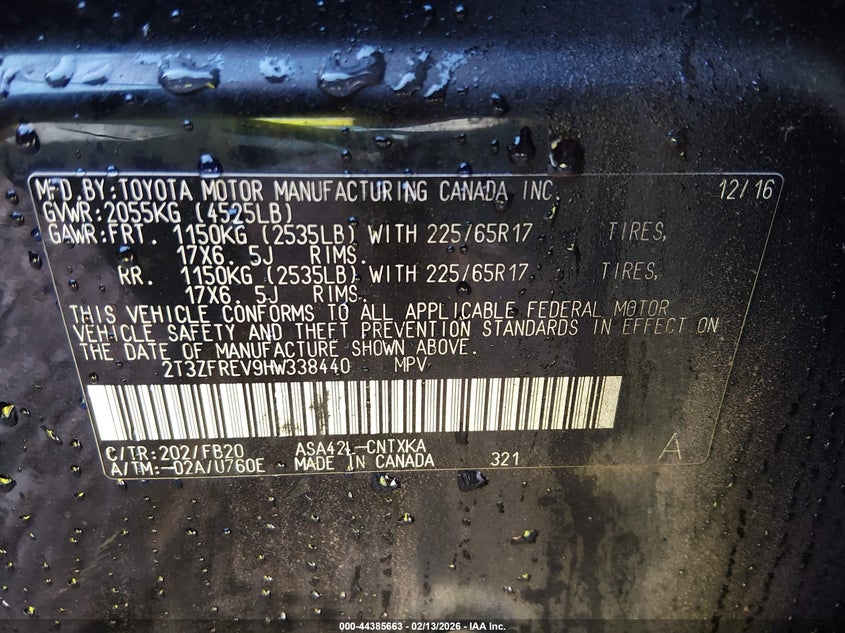 MFD.BY:TOYOTA MOTOR MANUFACTURING CANADA INC. 12/16
GVWR:2055KG (4525LB)
GAWR:FRT. 1150KG (2535LB) WITH 225/65R17 TIRES,
17X6. 5J RIMS.
RR. 1150KG (2535LB) WITH 225/65R17 TIRES,
17X6. 5J RIMS.
THIS VEHICLE CONFORMS TO ALL APPLICABLE FEDERAL MOTOR
VEHICLE SAFETY AND THEFT PREVENTION STANDARDS IN EFFECT ON
THE DATE OF MANUFACTURE SHOWN ABOVE.
2T3ZFREV9HW338440 MPV
C/TR:202/FB20 ASA42L-CNTXKA A
A/TM:-02A/U760E MADE IN CANADA 321
000-44385663 - 02/13/2026 - IAA Inc.